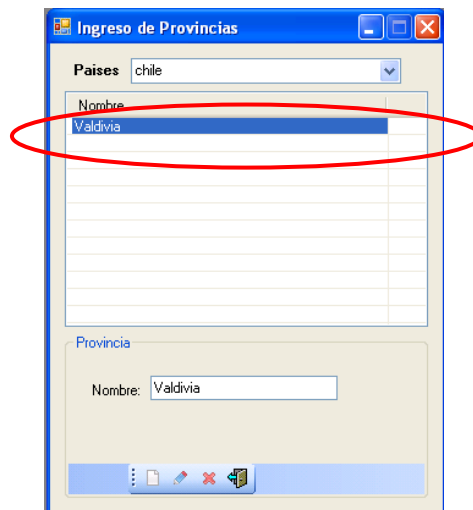 Ingreso de Provincias
Paises chile
Nombre
Valdivia
Provincia
Nombre: Valdivia